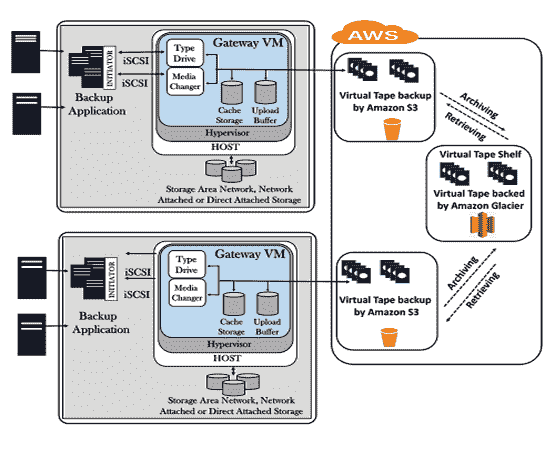 Gateway VM
iSCSI
iSCSI
INITIATOR
Type
Drive
Media
Changer
Backup
Application
Cache
Storage
Upload
Buffer
Hypervisor
HOST
Storage Area Network, Network
Attached or Direct Attached Storage
AWS
Virtual Tape backup
by Amazon S3
Archiving
Retrieving
Virtual Tape Shelf
Virtual Tape backed
by Amazon Glacier
Gateway VM
iSCSI
iSCSI
INITIATOR
Type
Drive
Media
Changer
Backup
Application
Cache
Storage
Upload
Buffer
Hypervisor
HOST
Storage Area Network, Network
Attached or Direct Attached Storage
Virtual Tape backup
by Amazon S3
Archiving
Retrieving